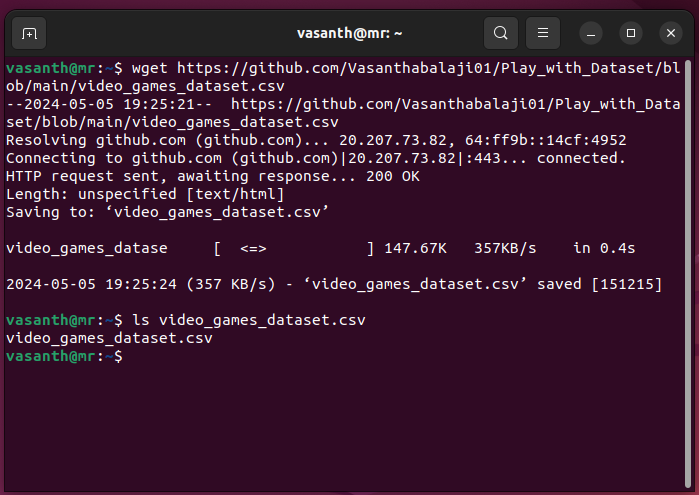 vasanth@mr: ~
vasanth@mr:~$ wget https://github.com/Vasanthabalaji01/Play_with_Dataset/bl
ob/main/video_games_dataset.csv
--2024-05-05 19:25:21--  https://github.com/Vasanthabalaji01/Play_with_Data
set/blob/main/video_games_dataset.csv
Resolving github.com (github.com)... 20.207.73.82, 64:ff9b::14cf:4952
Connecting to github.com (github.com)|20.207.73.82|:443... connected.
HTTP request sent, awaiting response... 200 OK
Length: unspecified [text/html]
Saving to: ‘video_games_dataset.csv’
video_games_datase     [  <=>           ] 147.67K   357KB/s    in 0.4s
2024-05-05 19:25:24 (357 KB/s) - ‘video_games_dataset.csv’ saved [151215]
vasanth@mr:~$ ls video_games_dataset.csv
video_games_dataset.csv
vasanth@mr:~$